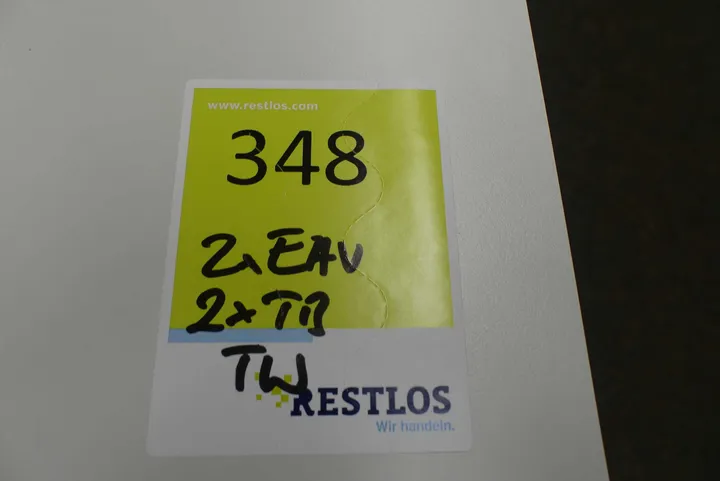 www.restlos.com
348
2x EAV
2x TB
TW
RESTLOS
Wir handeln.